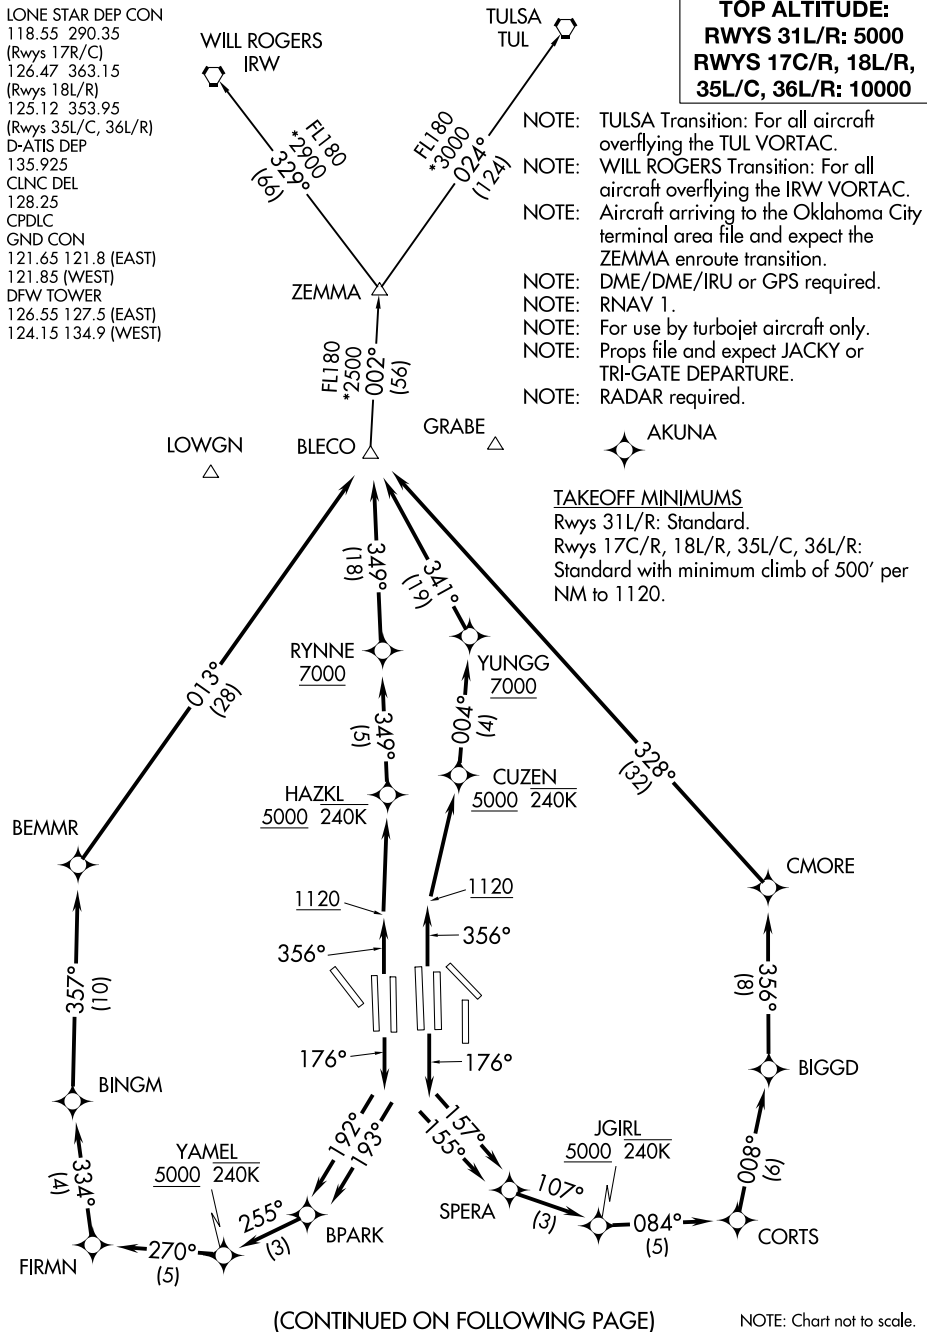 LONE STAR DEP CON
118.55 290.35
(Rwys 17R/C)
126.47 363.15
(Rwys 18L/R)
125.12 353.95
(Rwys 35L/C, 36L/R)
D-ATIS DEP
135.925
CLNC DEL
128.25
CPDLC
GND CON
121.65 121.8 (EAST)
121.85 (WEST)
DFW TOWER
126.55 127.5 (EAST)
124.15 134.9 (WEST)
WILL ROGERS
IRW
TULSA
TUL
TOP ALTITUDE:
RWYS 31L/R: 5000
RWYS 17C/R, 18L/R,
35L/C, 36L/R: 10000
NOTE: TULSA Transition: For all aircraft
overflying the TUL VORTAC.
NOTE: WILL ROGERS Transition: For all
aircraft overflying the IRW VORTAC.
NOTE: Aircraft arriving to the Oklahoma City
terminal area file and expect the
ZEMMA enroute transition.
NOTE: DME/DME/IRU or GPS required.
NOTE: RNAV 1.
NOTE: For use by turbojet aircraft only.
NOTE: Props file and expect JACKY or
TRI-GATE DEPARTURE.
NOTE: RADAR required.
FL180
*2900
329°
(66)
FL180
*3000
024°
(124)
ZEMMA
FL180
*2500
002°
(56)
LOWGN
BLECO
GRABE
AKUNA
TAKEOFF MINIMUMS
Rwys 31L/R: Standard.
Rwys 17C/R, 18L/R, 35L/C, 36L/R:
Standard with minimum climb of 500' per
NM to 1120.
349°
(18)
341°
(19)
RYNNE
7000
YUNGG
7000
013°
(28)
349°
(5)
004°
(4)
328°
(32)
HAZKL
5000 240K
CUZEN
5000 240K
BEMMR
CMORE
1120
1120
356°
356°
357°
(10)
356°
(8)
176°
176°
BINGM
BIGGD
192°
193°
157°
155°
YAMEL
5000 240K
JGIRL
5000 240K
334°
(4)
008°
(9)
255°
(3)
BPARK
SPERA
107°
(3)
084°
(5)
CORTS
FIRMN
270°
(5)
(CONTINUED ON FOLLOWING PAGE)
NOTE: Chart not to scale.